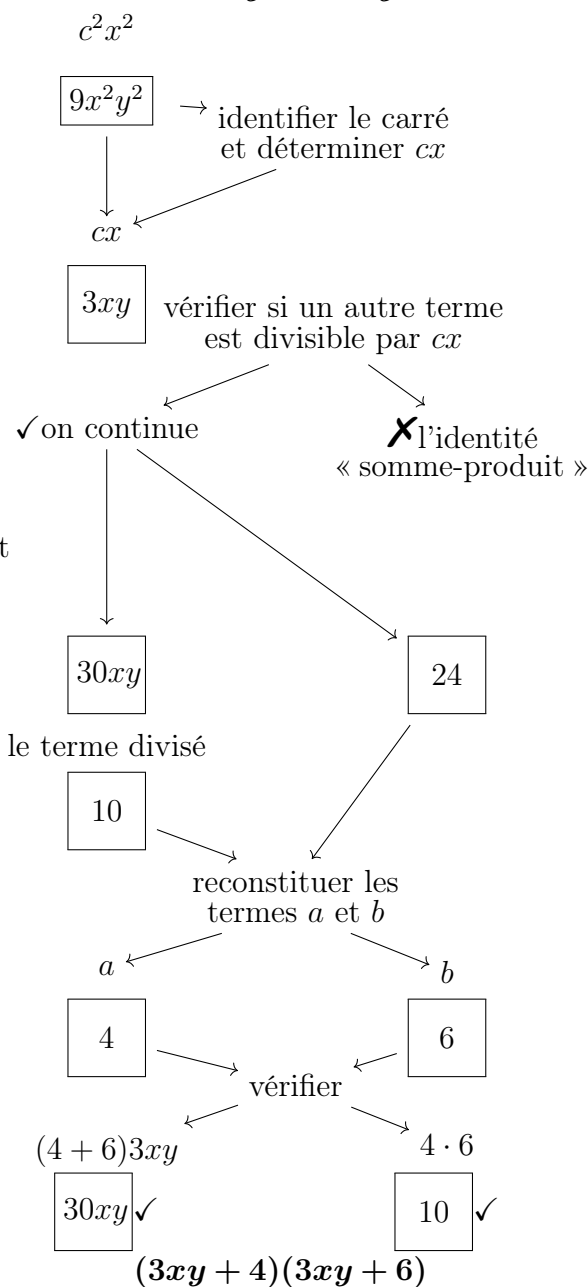 c²x²
9x²y²
identifier le carré
et déterminer cx
cx
3xy
vérifier si un autre terme
est divisible par cx
✓on continue
✗l'identité
« somme-produit »
t
30xy
24
le terme divisé
10
reconstituer les
termes a et b
a
b
4
6
vérifier
(4 + 6)3xy
4 · 6
30xy ✓
10 ✓
(3xy + 4)(3xy + 6)